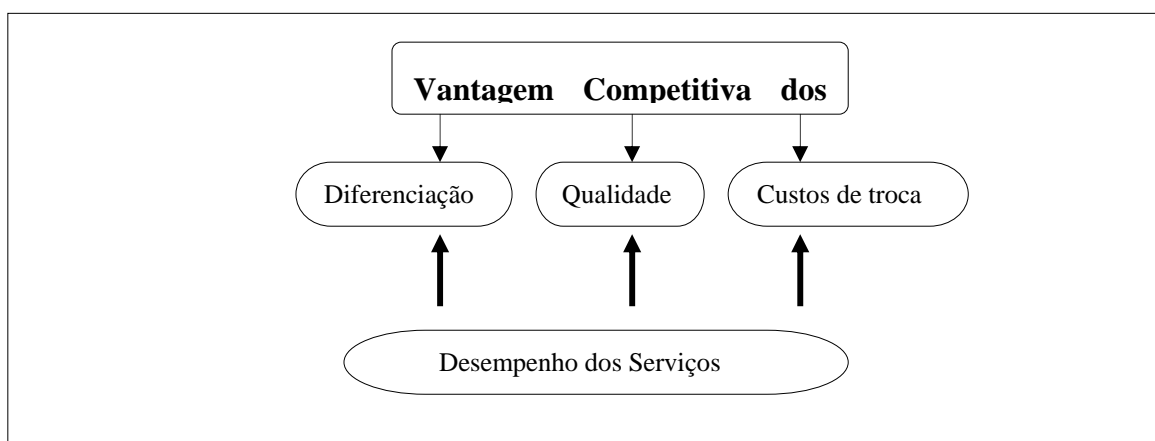 Vantagem Competitiva dos
Diferenciação Qualidade Custos de troca
Desempenho dos Serviços